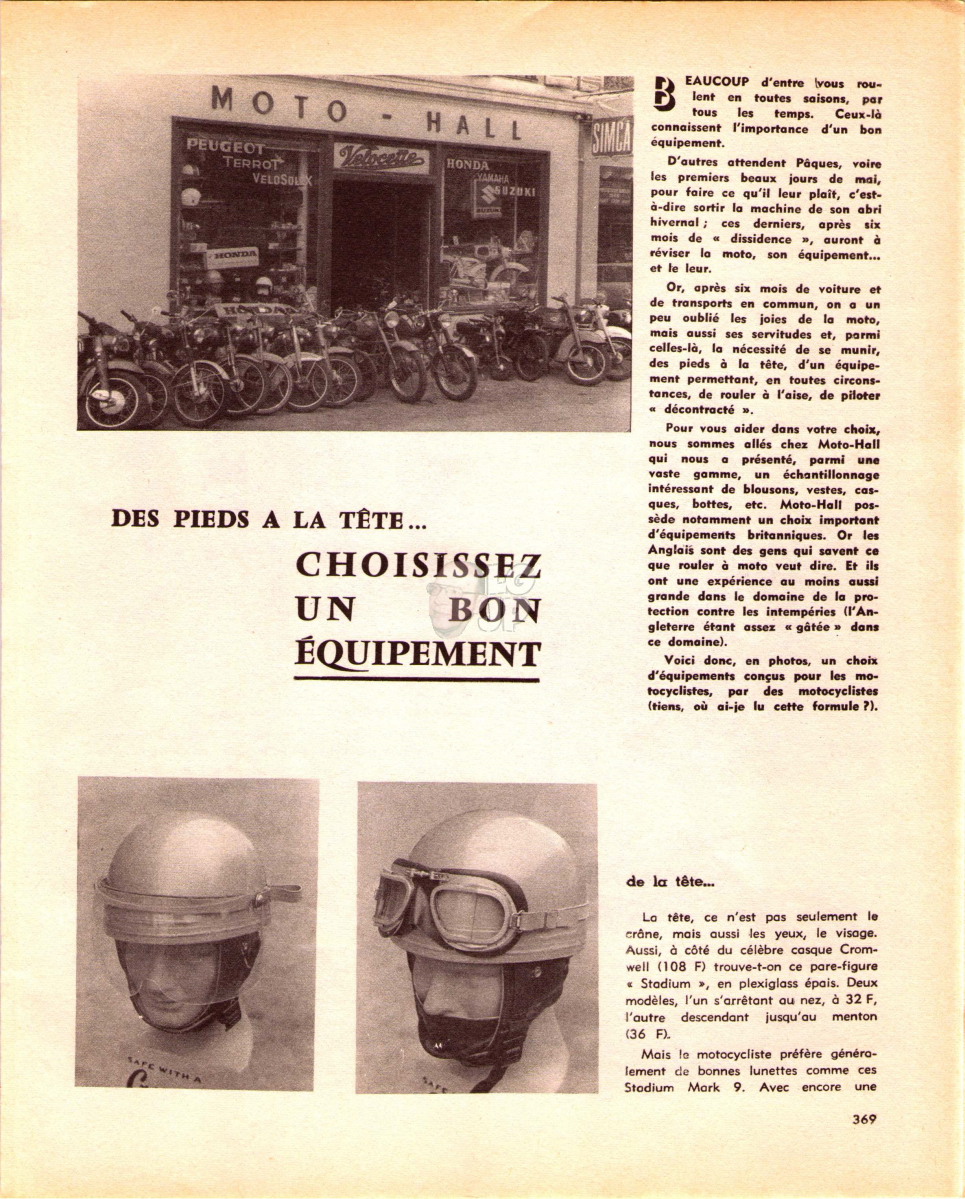 MOTO - HALL
SIMCA
PEUGEOT
TERROT
VELOSOLEX
Velocette
HONDA
YAMAHA
SUZUKI
SUZUKI
HONDA
HONDA
BEAUCOUP d'entre vous rou-
lent en toutes saisons, par
tous les temps. Ceux-là
connaissent l'importance d'un bon
équipement.
D'autres attendent Pâques, voire
les premiers beaux jours de mai,
pour faire ce qu'il leur plaît, c'est-
à-dire sortir la machine de son abri
hivernal ; ces derniers, après six
mois de « dissidence », auront à
réviser la moto, son équipement...
et le leur.
Or, après six mois de voiture et
de transports en commun, on a un
peu oublié les joies de la moto,
mais aussi ses servitudes et, parmi
celles-là, la nécessité de se munir,
des pieds à la tête, d'un équipe-
ment permettant, en toutes circons-
tances, de rouler à l'aise, de piloter
« décontracté ».
Pour vous aider dans votre choix,
nous sommes allés chez Moto-Hall
qui nous a présenté, parmi une
vaste gamme, un échantillonnage
intéressant de blousons, vestes, cas-
ques, bottes, etc. Moto-Hall pos-
sède notamment un choix important
d'équipements britanniques. Or les
Anglais sont des gens qui savent ce
que rouler à moto veut dire. Et ils
ont une expérience au moins aussi
grande dans le domaine de la pro-
tection contre les intempéries (l'An-
gleterre étant assez « gâtée » dans
ce domaine).
Voici donc, en photos, un choix
d'équipements conçus pour les mo-
tocyclistes, par des motocyclistes
(tiens, où ai-je lu cette formule ?).
DES PIEDS A LA TÊTE...
CHOISISSEZ
UN BON
ÉQUIPEMENT
SAFE WITH A
SAFE
de la tête...
La tête, ce n'est pas seulement le
crâne, mais aussi les yeux, le visage.
Aussi, à côté du célèbre casque Crom-
well (108 F) trouve-t-on ce pare-figure
« Stadium », en plexiglass épais. Deux
modèles, l'un s'arrêtant au nez, à 32 F,
l'autre descendant jusqu'au menton
(36 F).
Mais le motocycliste préfère généra-
lement de bonnes lunettes comme ces
Stadium Mark 9. Avec encore une
369